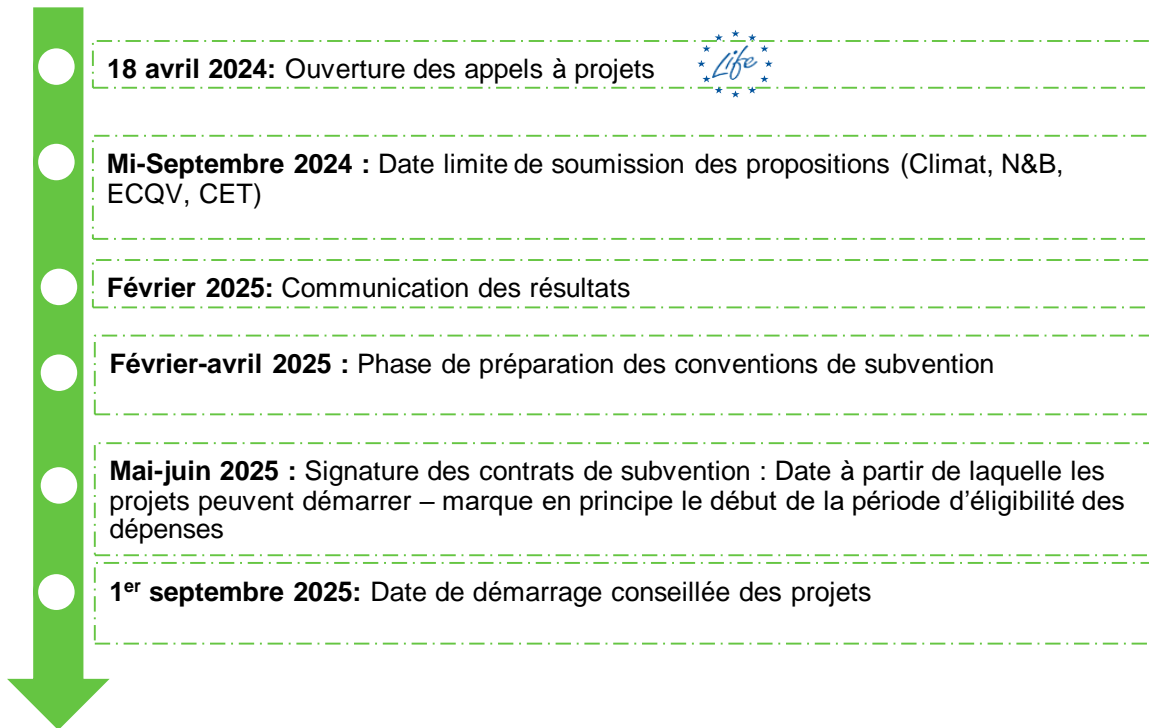 18 avril 2024: Ouverture des appels à projets
Life
Mi-Septembre 2024 : Date limite de soumission des propositions (Climat, N&B,
ECQV, CET)
Février 2025: Communication des résultats
Février-avril 2025 : Phase de préparation des conventions de subvention
Mai-juin 2025 : Signature des contrats de subvention : Date à partir de laquelle les
projets peuvent démarrer – marque en principe le début de la période d’éligibilité des
dépenses
1er septembre 2025: Date de démarrage conseillée des projets